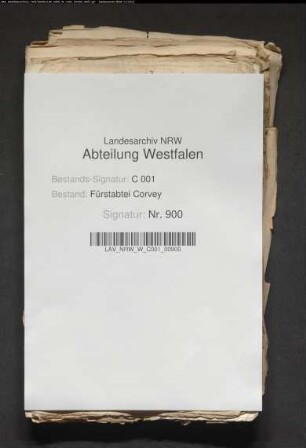 Landesarchiv NRW
Abteilung Westfalen
Bestands-Signatur: C 001
Bestand: Fürstabtei Corvey
Signatur: Nr. 900
LAV_NRW_W_C001_00900